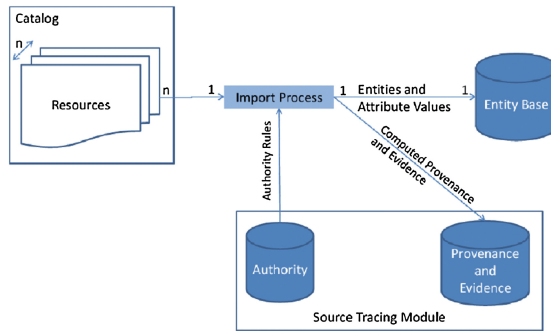 Catalog
n
Resources
n
1
Import Process
1
Entities and
Attribute Values
1
Entity Base
Authority Rules
Computed Provenance
and Evidence
Authority
Provenance
and
Evidence
Source Tracing Module